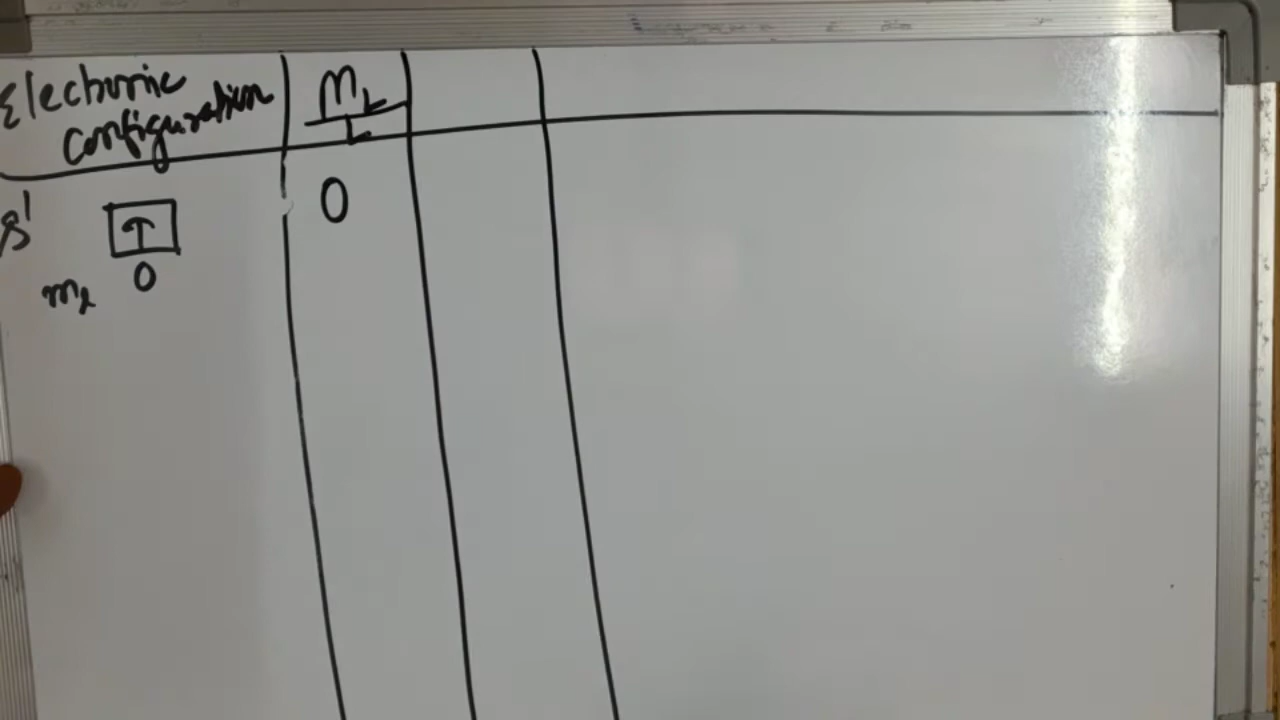 Electronic
configuration
M_L
L
s¹ ↑ 0
m_l 0